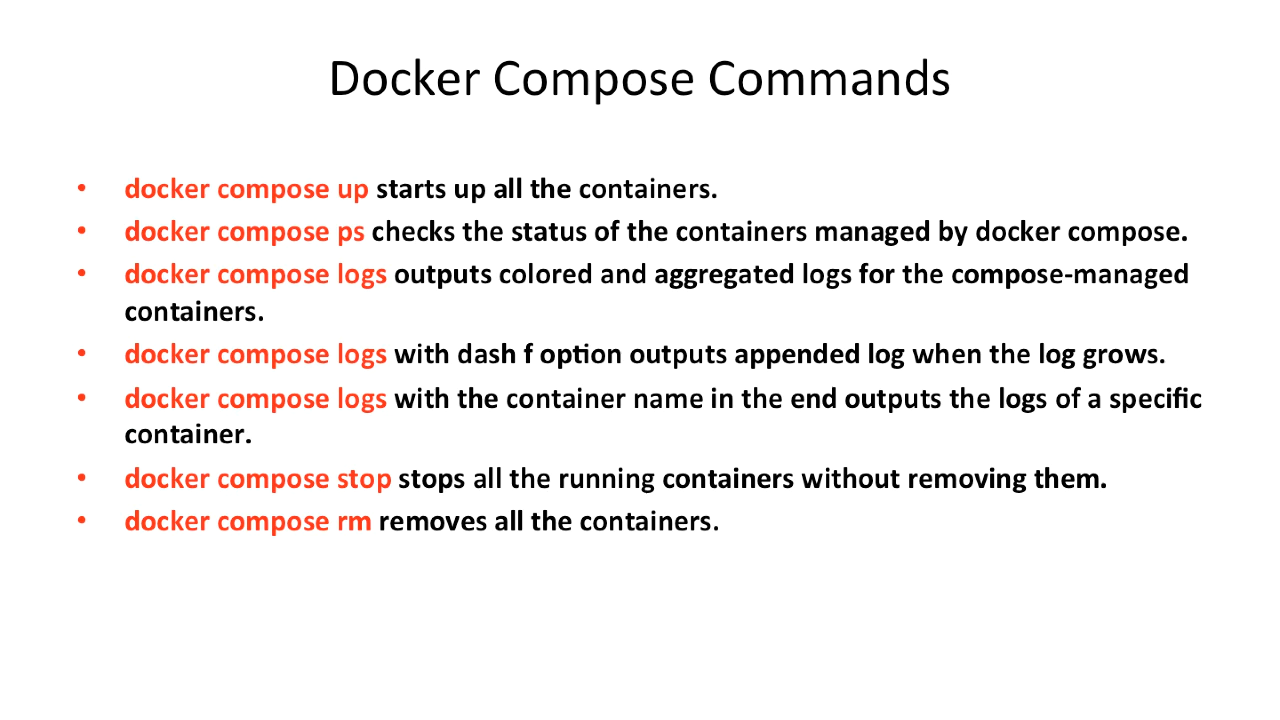 Docker Compose Commands
• docker compose up starts up all the containers.
• docker compose ps checks the status of the containers managed by docker compose.
• docker compose logs outputs colored and aggregated logs for the compose-managed
containers.
• docker compose logs with dash f option outputs appended log when the log grows.
• docker compose logs with the container name in the end outputs the logs of a specific
container.
• docker compose stop stops all the running containers without removing them.
• docker compose rm removes all the containers.